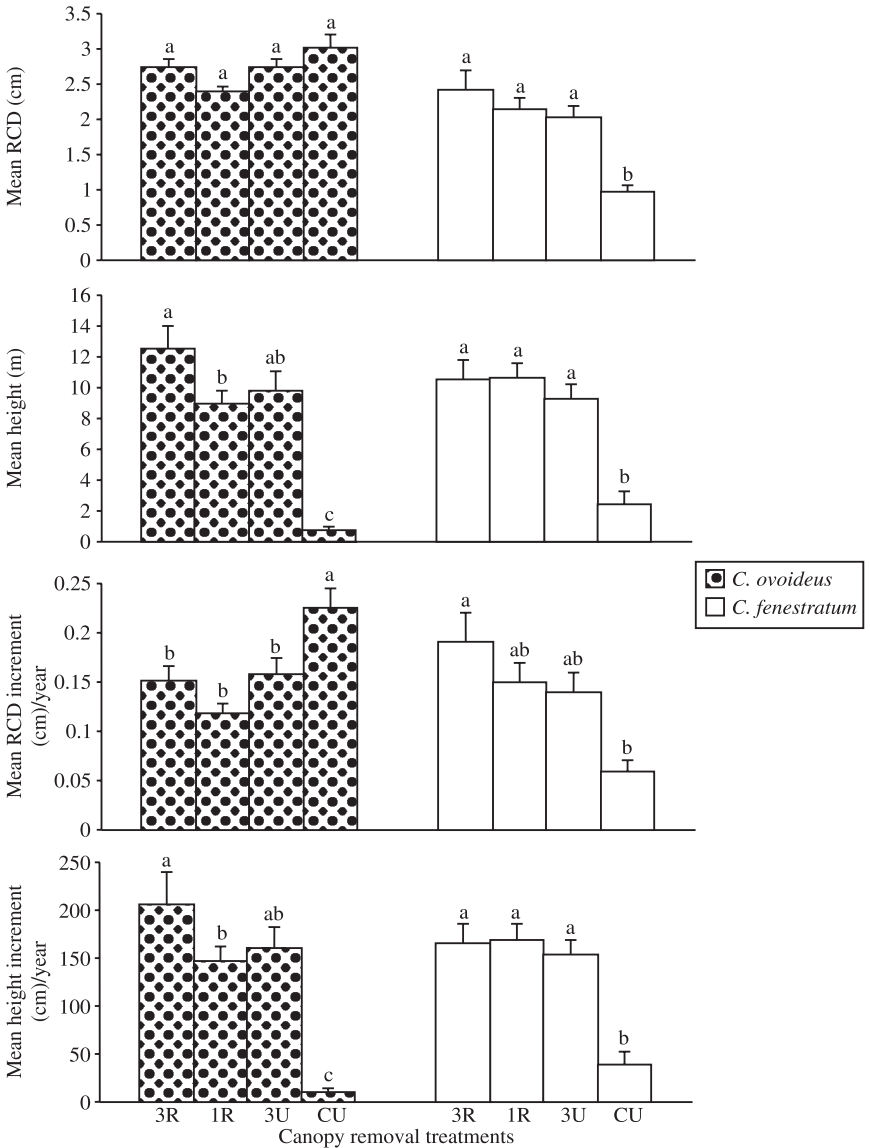 Mean RCD (cm)
3.5
3
2.5
2
1.5
1
0.5
0
a
a
a
a
a
a
a
b
Mean height (m)
16
14
12
10
8
6
4
2
0
a
b
ab
c
a
a
a
b
Mean RCD increment
(cm)/year
0.25
0.2
0.15
0.1
0.05
0
b
b
b
a
a
ab
ab
b
C. ovoideus
C. fenestratum
Mean height increment
(cm)/year
250
200
150
100
50
0
a
b
ab
c
a
a
a
b
3R 1R 3U CU 3R 1R 3U CU
Canopy removal treatments